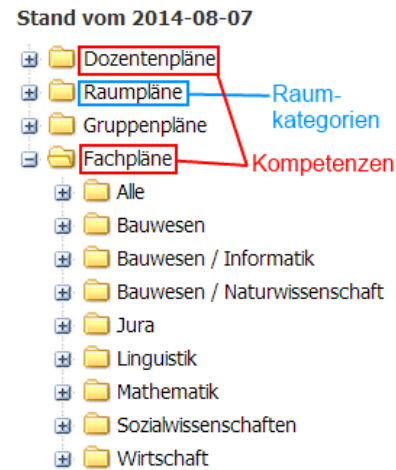 Stand vom 2014-08-07
Dozentenpläne
Raumpläne
Raum-
kategorien
Gruppenpläne
Fachpläne
Kompetenzen
Alle
Bauwesen
Bauwesen / Informatik
Bauwesen / Naturwissenschaft
Jura
Linguistik
Mathematik
Sozialwissenschaften
Wirtschaft